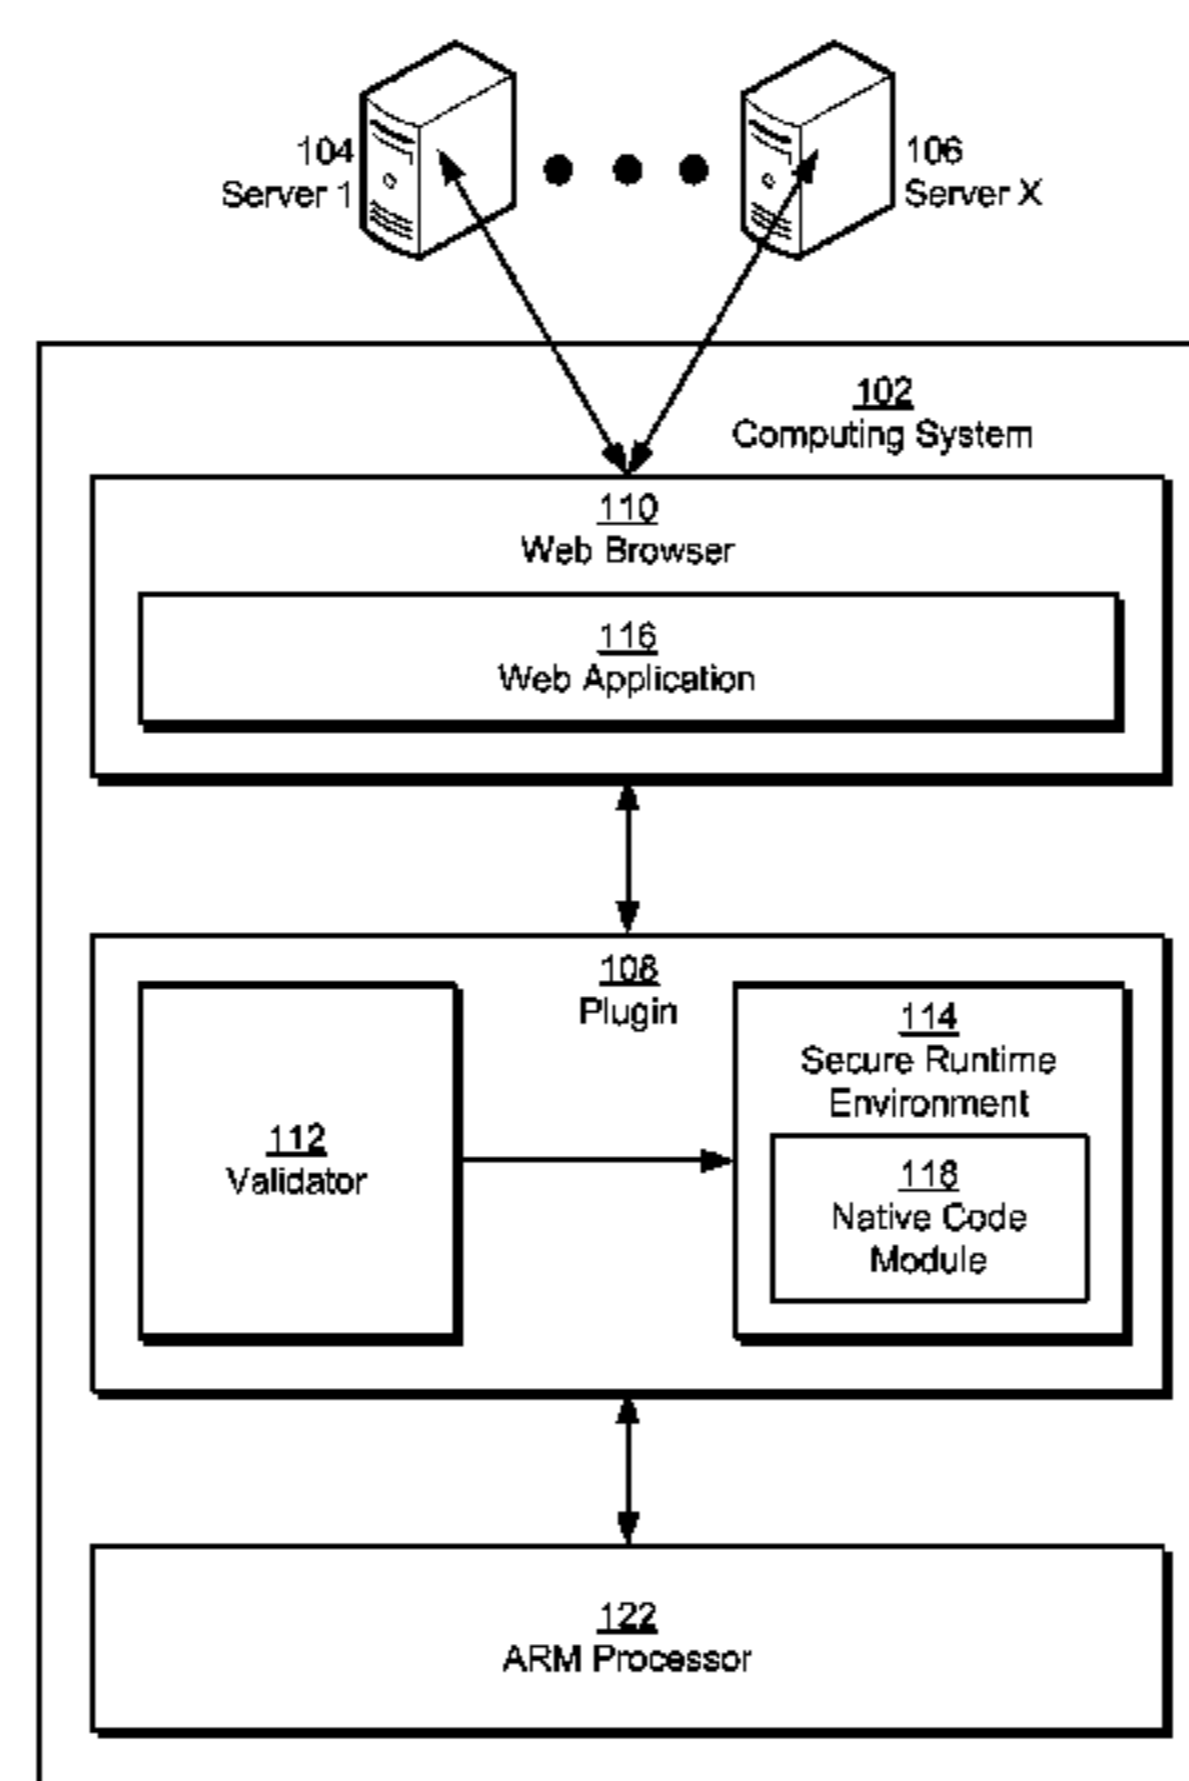 104
Server 1
106
Server X
102
Computing System
110
Web Browser
116
Web Application
108
Plugin
112
Validator
114
Secure Runtime
Environment
118
Native Code
Module
122
ARM Processor